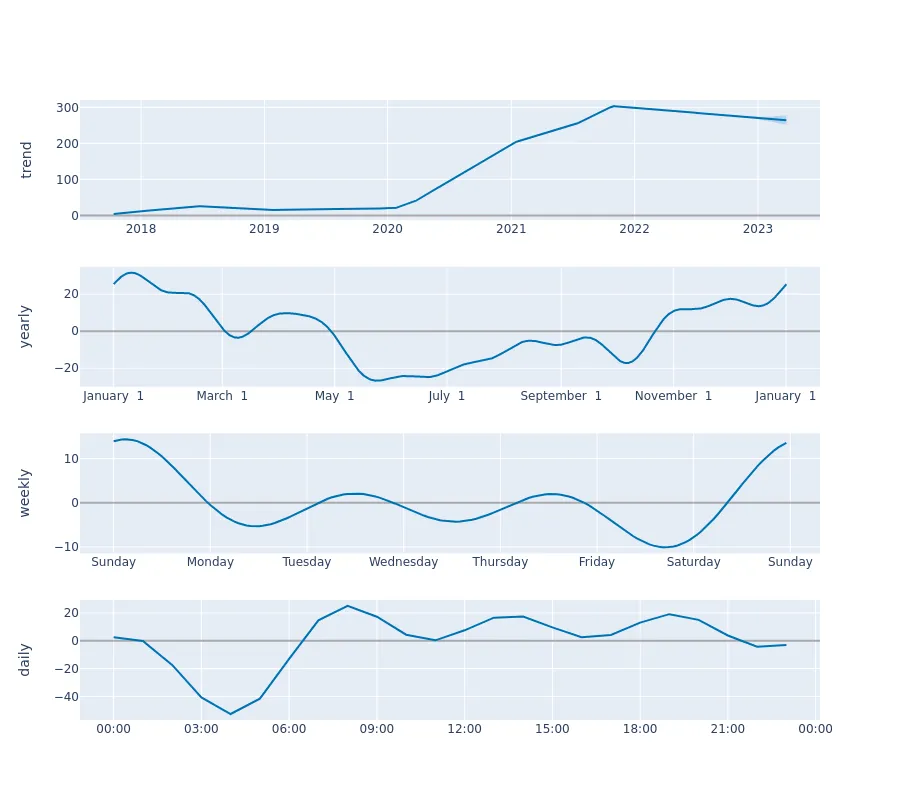 300
200
100
0
trend
2018 2019 2020 2021 2022 2023
20
0
−20
yearly
January 1 March 1 May 1 July 1 September 1 November 1 January 1
10
0
−10
weekly
Sunday Monday Tuesday Wednesday Thursday Friday Saturday Sunday
20
0
−20
−40
daily
00:00 03:00 06:00 09:00 12:00 15:00 18:00 21:00 00:00